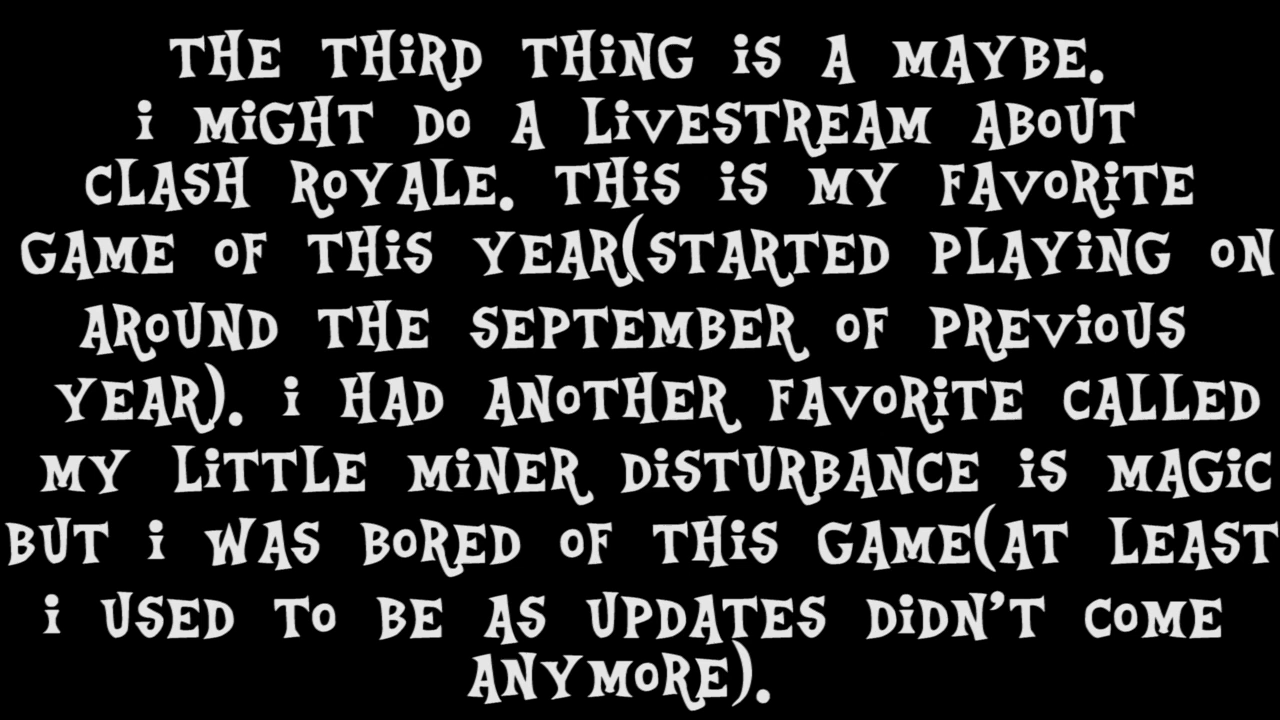 THE THIRD THING IS A MAYBE.
I MIGHT DO A LIVESTREAM ABOUT
CLASH ROYALE. THIS IS MY FAVORITE
GAME OF THIS YEAR(STARTED PLAYING ON
AROUND THE SEPTEMBER OF PREVIOUS
YEAR). I HAD ANOTHER FAVORITE CALLED
MY LITTLE MINER DISTURBANCE IS MAGIC
BUT I WAS BORED OF THIS GAME(AT LEAST
I USED TO BE AS UPDATES DIDN'T COME
ANYMORE).